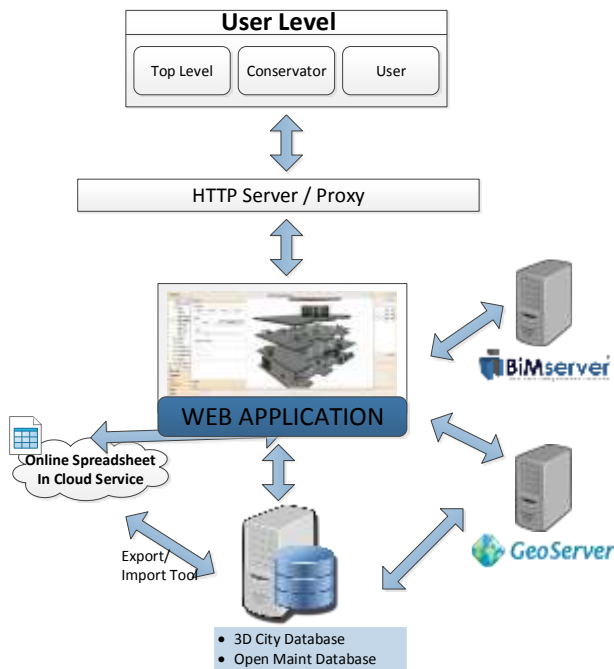 User Level
Top Level
Conservator
User
HTTP Server / Proxy
WEB APPLICATION
BiMserver
Online Spreadsheet
In Cloud Service
GeoServer
Export/
Import Tool
• 3D City Database
• Open Maint Database